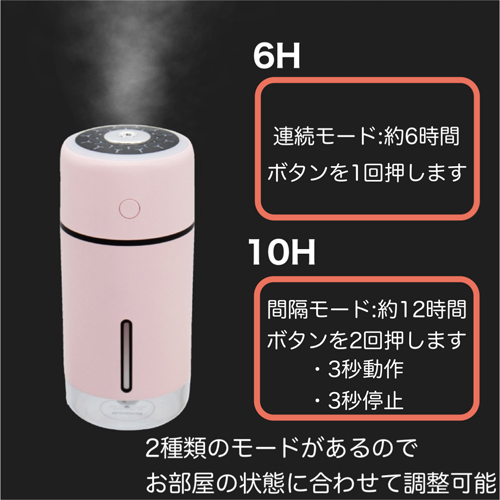 6H
連続モード:約6時間
ボタンを1回押します
10H
間隔モード:約12時間
ボタンを2回押します
・3秒動作
・3秒停止
2種類のモードがあるので
お部屋の状態に合わせて調整可能